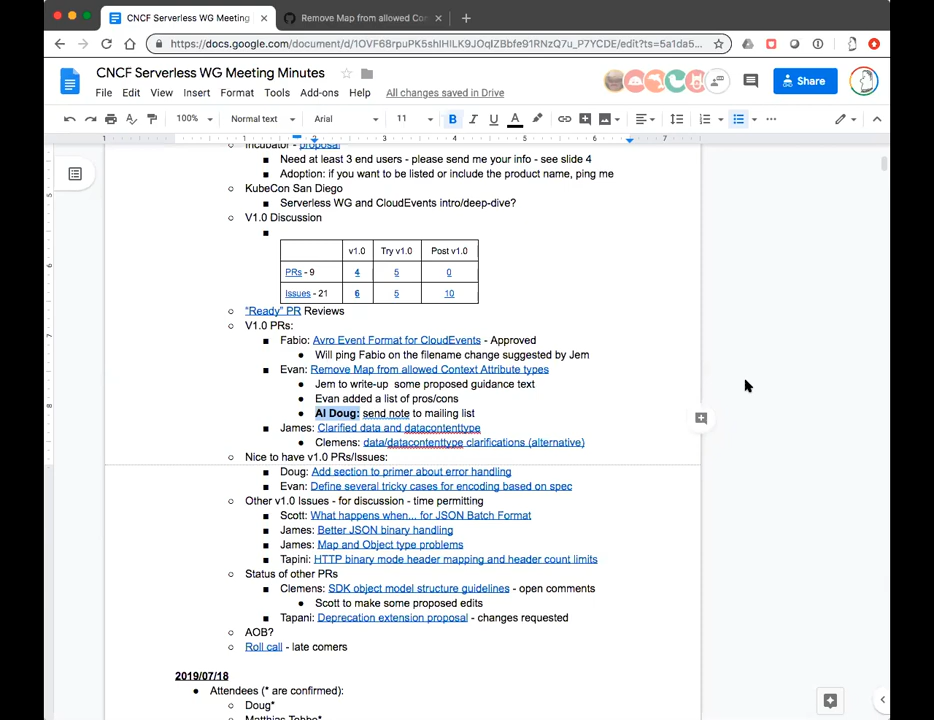 CNCF Serverless WG Meeting
Remove Map from allowed Con
https://docs.google.com/document/d/1OVF68rpuPK5shIHILK9JOqIZBbfe91RNzQ7u_P7YCDE/edit?ts=5a1da5...
CNCF Serverless WG Meeting Minutes
File Edit View Insert Format Tools Add-ons Help All changes saved in Drive
Share
100% Normal text Arial 11
1 1 2 3 4 5 6 7
Incubator - proposal
Need at least 3 end users - please send me your info - see slide 4
Adoption: if you want to be listed or include the product name, ping me
KubeCon San Diego
Serverless WG and CloudEvents intro/deep-dive?
V1.0 Discussion
v1.0 Try v1.0 Post v1.0
PRs - 9 4 5 0
Issues - 21 6 5 10
"Ready" PR Reviews
V1.0 PRs:
Fabio: Avro Event Format for CloudEvents - Approved
Will ping Fabio on the filename change suggested by Jem
Evan: Remove Map from allowed Context Attribute types
Jem to write-up some proposed guidance text
Evan added a list of pros/cons
AI Doug: send note to mailing list
James: Clarified data and datacontenttype
Clemens: data/datacontenttype clarifications (alternative)
Nice to have v1.0 PRs/Issues:
Doug: Add section to primer about error handling
Evan: Define several tricky cases for encoding based on spec
Other v1.0 Issues - for discussion - time permitting
Scott: What happens when... for JSON Batch Format
James: Better JSON binary handling
James: Map and Object type problems
Tapini: HTTP binary mode header mapping and header count limits
Status of other PRs
Clemens: SDK object model structure guidelines - open comments
Scott to make some proposed edits
Tapani: Deprecation extension proposal - changes requested
AOB?
Roll call - late comers
2019/07/18
Attendees (* are confirmed):
Doug*
Matthias Tebbe*